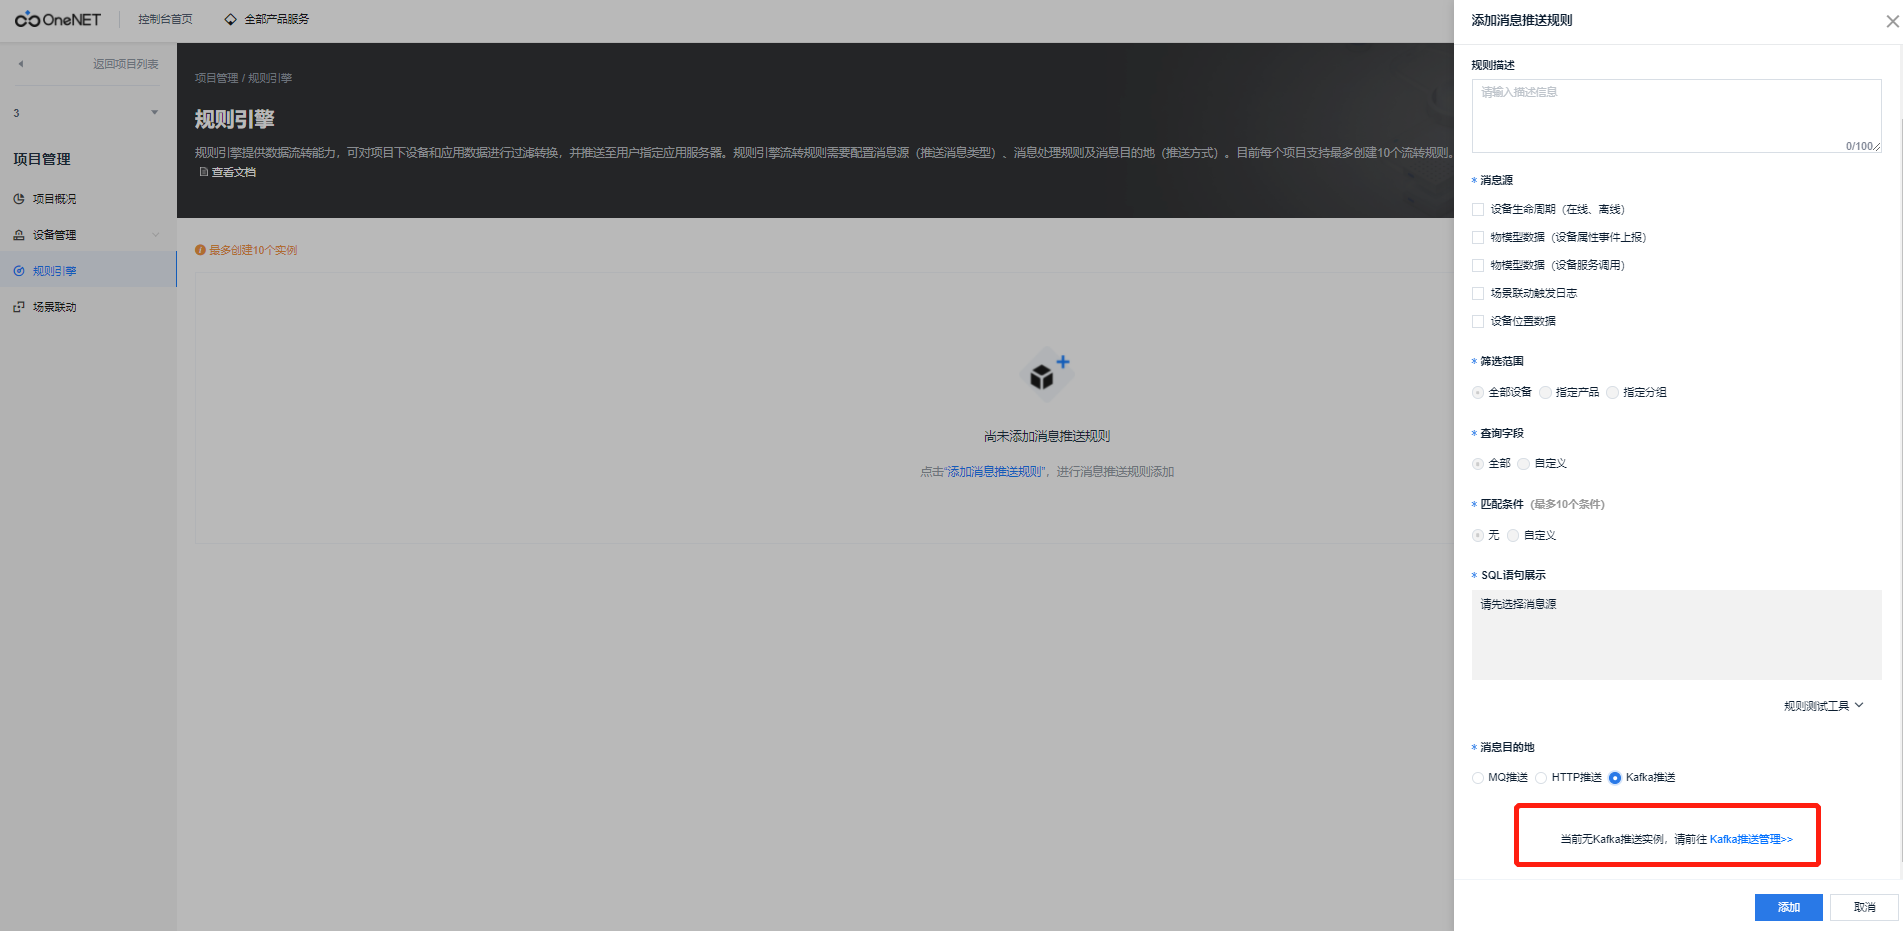 OneNET
控制台首页
全部产品服务
返回项目列表
3
项目管理
项目概况
设备管理
规则引擎
场景联动
项目管理 / 规则引擎
规则引擎
规则引擎提供数据流转能力，可对项目下设备和应用数据进行过滤转换，并推送至用户指定应用服务器。规则引擎流转规则需要配置消息源（推送消息类型）、消息处理规则及消息目的地（推送方式）。目前每个项目支持最多创建10个流转规则。
查看文档
最多创建10个实例
尚未添加消息推送规则
点击“添加消息推送规则”，进行消息推送规则添加
添加消息推送规则
规则描述
请输入描述信息
0/100
* 消息源
设备生命周期（在线、离线）
物模型数据（设备属性事件上报）
物模型数据（设备服务调用）
场景联动触发日志
设备位置数据
* 筛选范围
全部设备 指定产品 指定分组
* 查询字段
全部 自定义
* 匹配条件 （最多10个条件）
无 自定义
* SQL语句展示
请先选择消息源
规则测试工具
* 消息目的地
MQ推送 HTTP推送 Kafka推送
当前无Kafka推送实例，请前往 Kafka推送管理>>
添加 取消